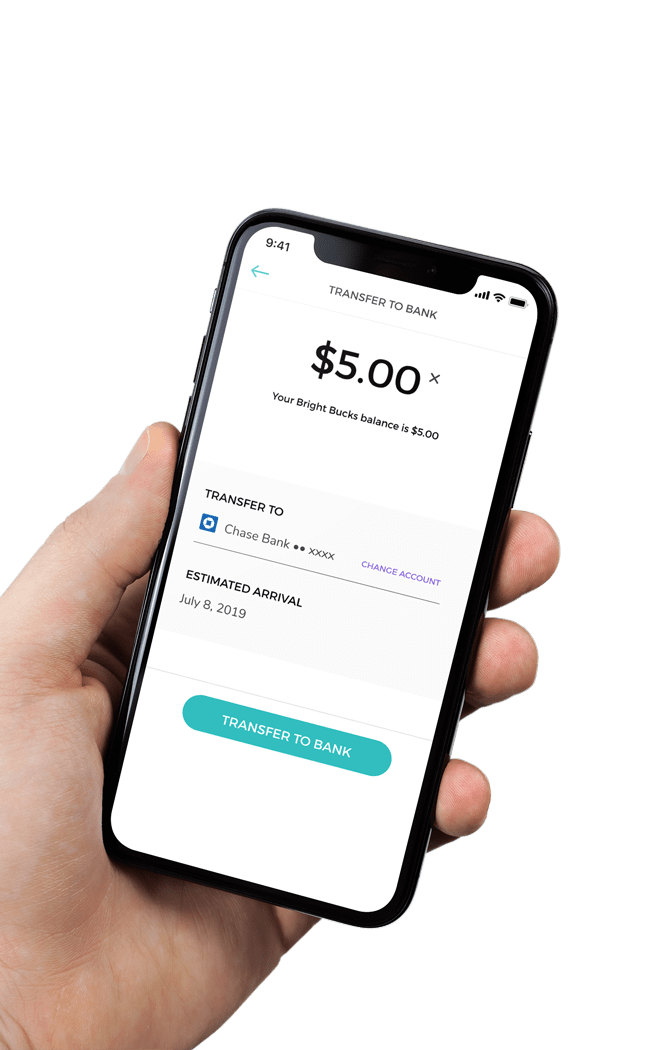 9:41
TRANSFER TO BANK
$5.00 ×
Your Bright Bucks balance is $5.00
TRANSFER TO
Chase Bank •• xxxx
CHANGE ACCOUNT
ESTIMATED ARRIVAL
July 8, 2019
TRANSFER TO BANK